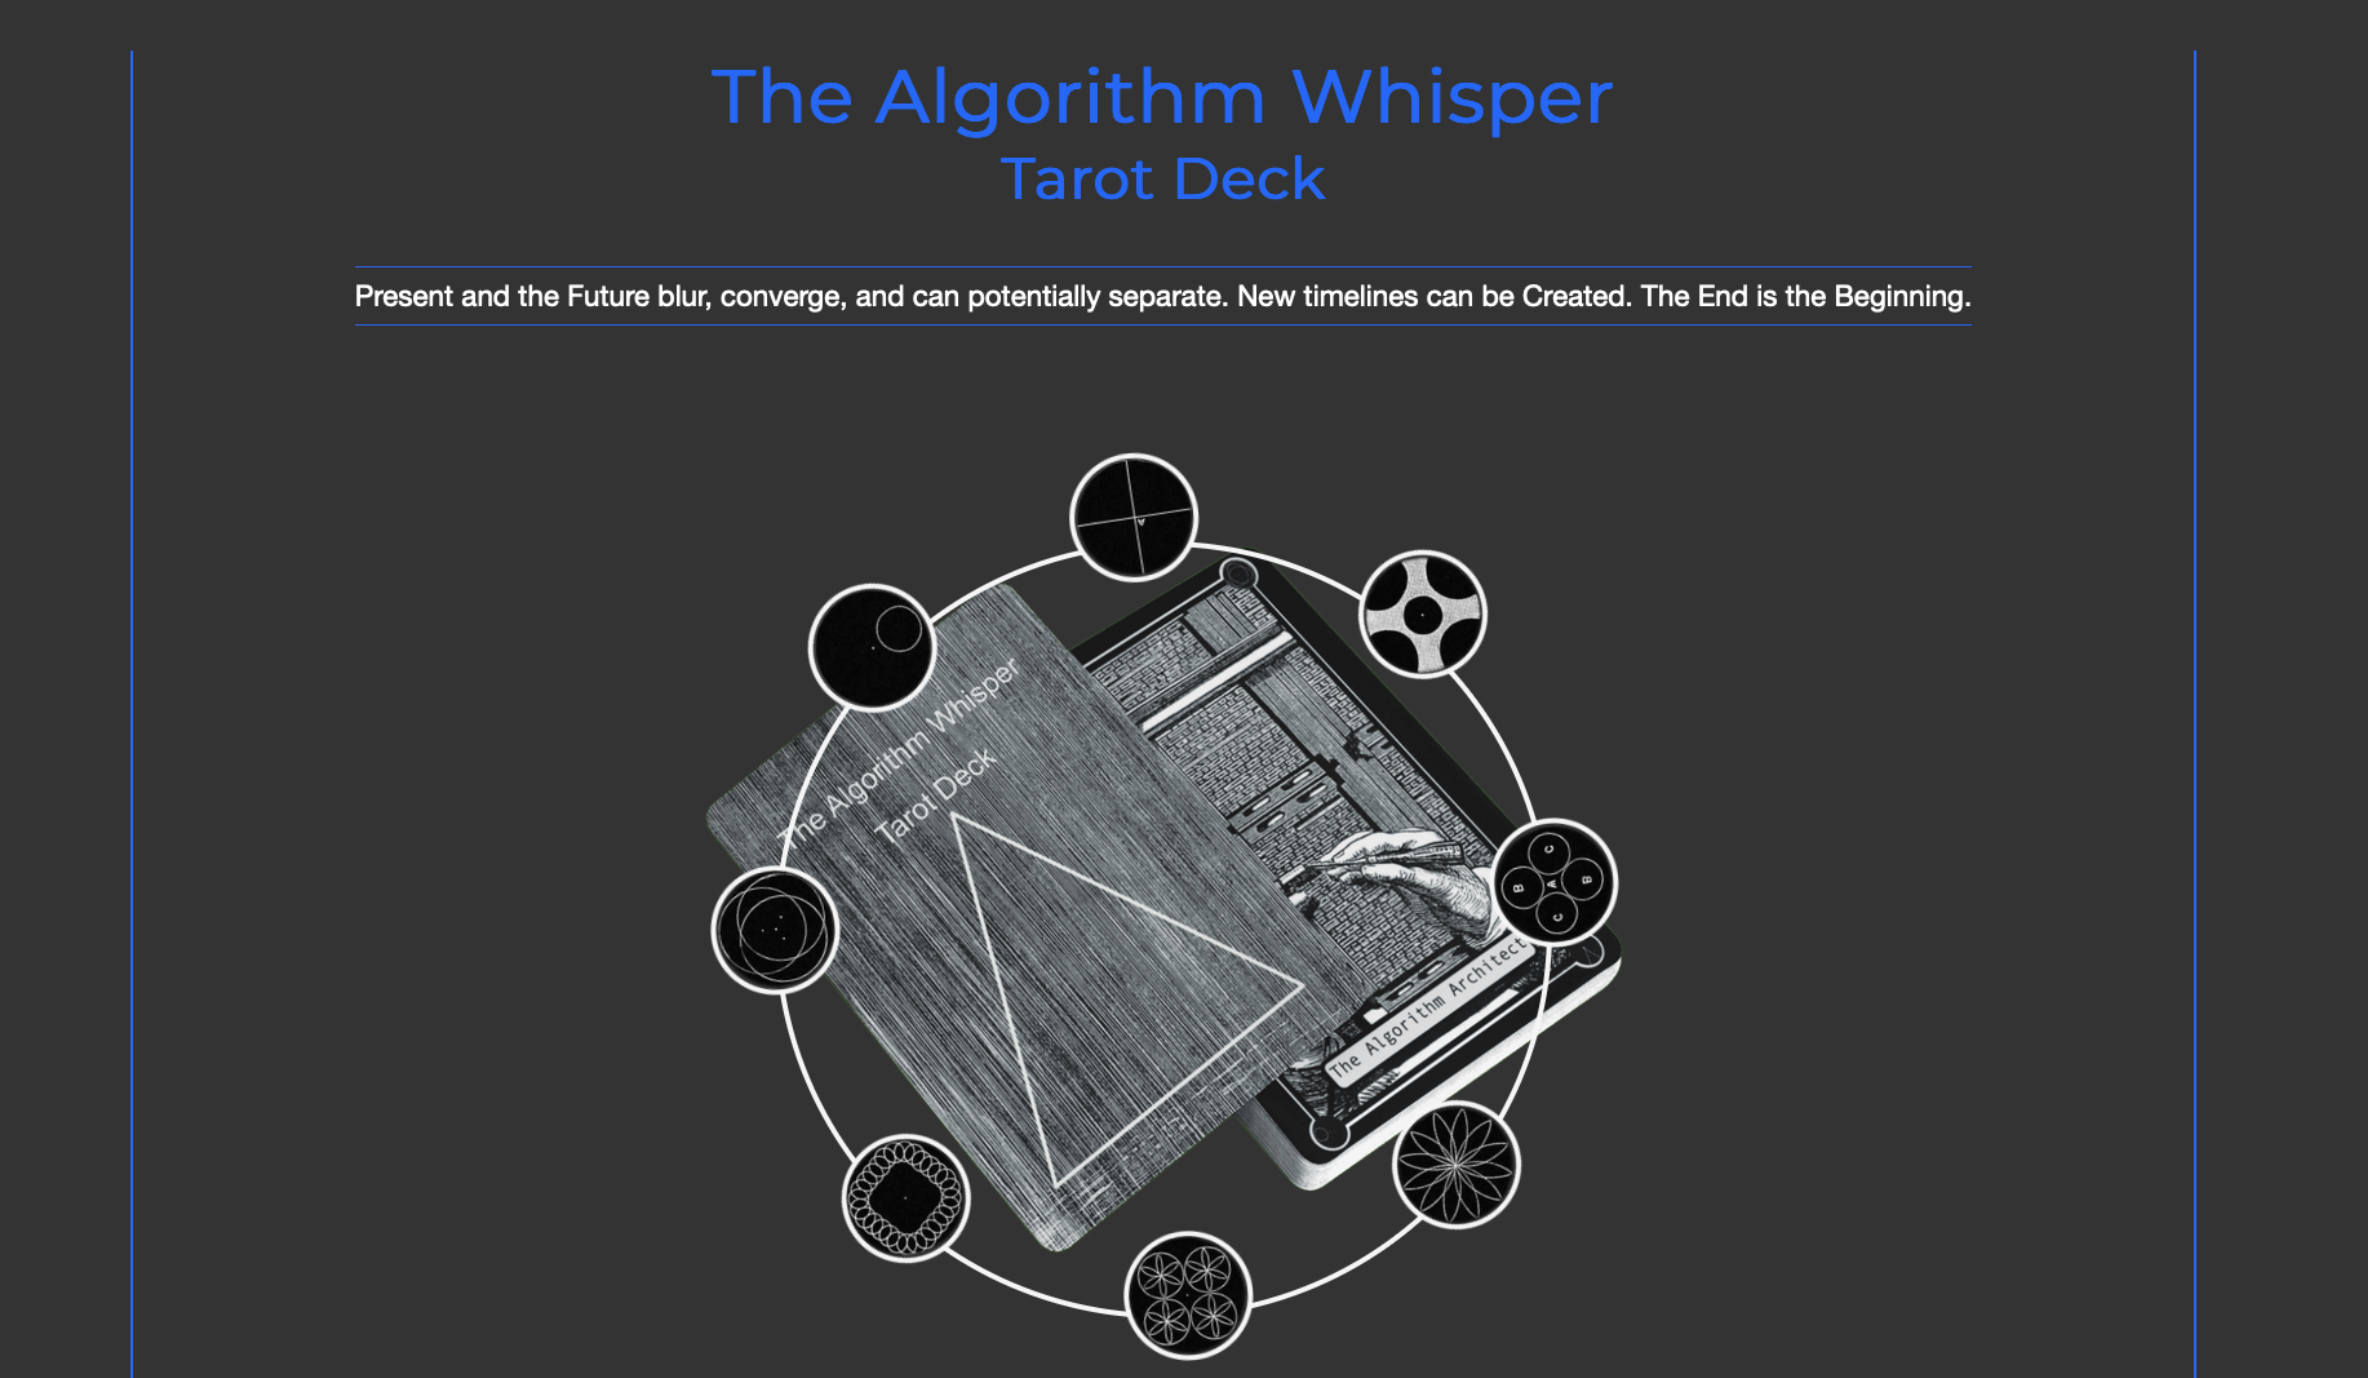 The Algorithm Whisper
Tarot Deck
Present and the Future blur, converge, and can potentially separate. New timelines can be Created. The End is the Beginning.
The Algorithm Whisper
Tarot Deck
C
B
A
B
C
The Algorithm Architect